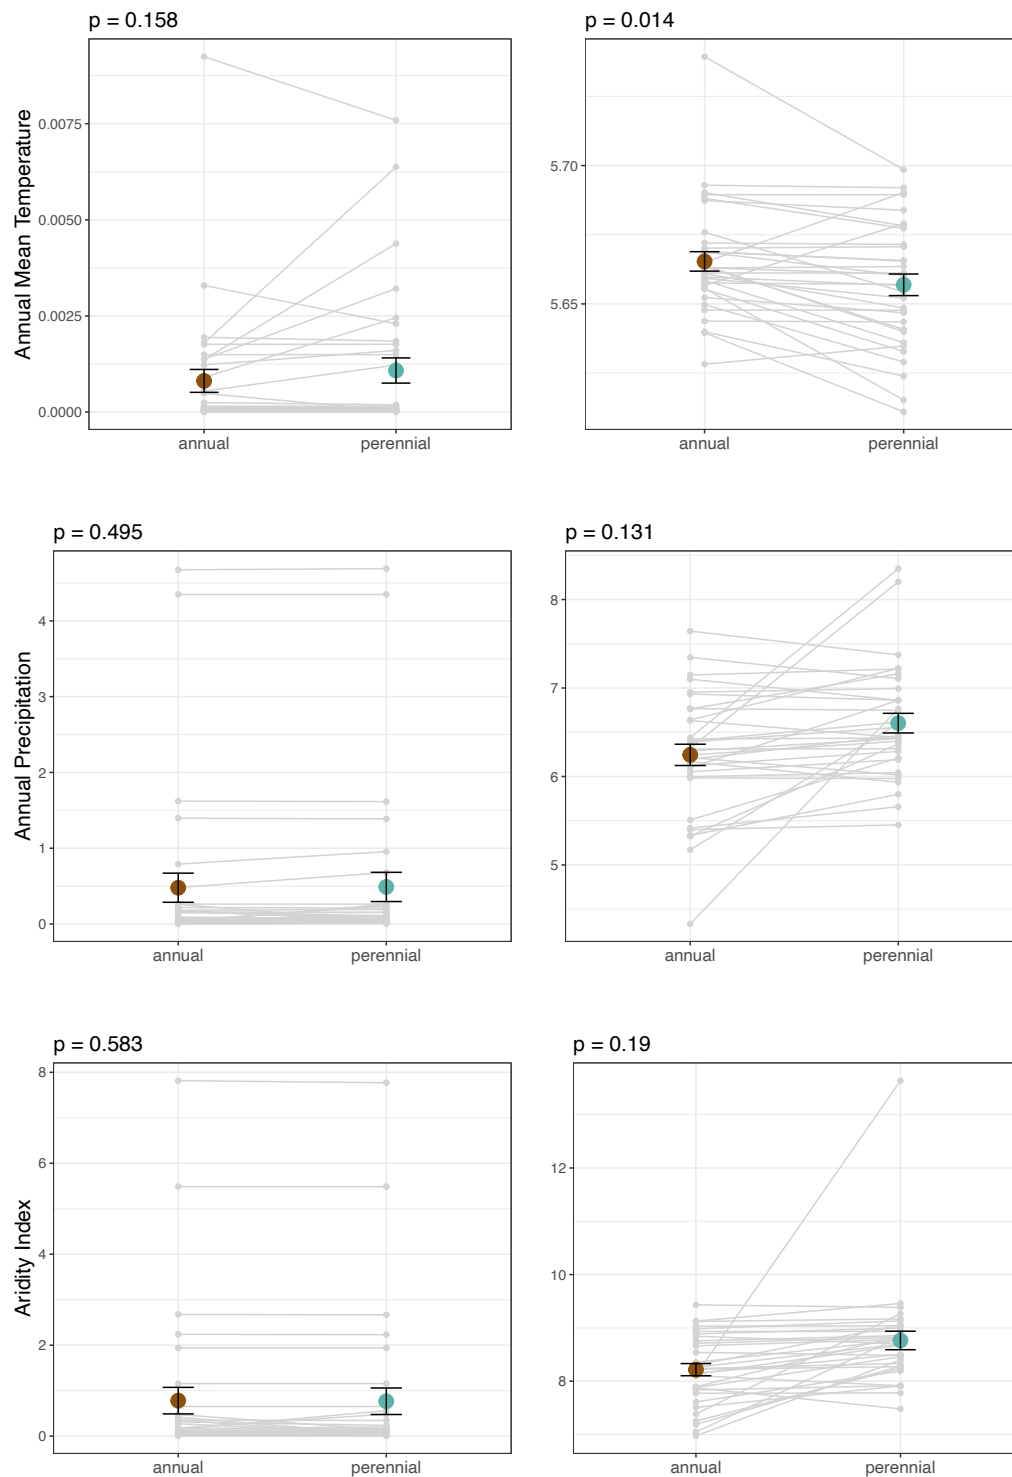 p = 0.158
p = 0.014
Annual Mean Temperature
0.0075
0.0050
0.0025
0.0000
5.70
5.65
annual
perennial
annual
perennial
p = 0.495
p = 0.131
Annual Precipitation
4
3
2
1
0
8
7
6
5
annual
perennial
annual
perennial
p = 0.583
p = 0.19
Aridity Index
8
6
4
2
0
12
10
8
annual
perennial
annual
perennial